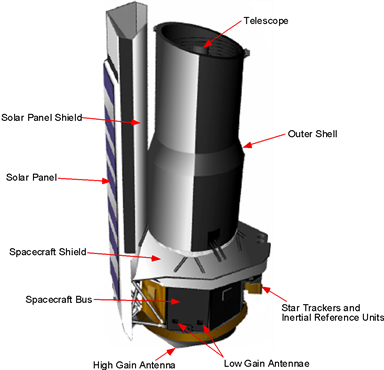 Telescope
Solar Panel Shield
Outer Shell
Solar Panel
Spacecraft Shield
Spacecraft Bus
Star Trackers and
Inertial Reference Units
High Gain Antenna
Low Gain Antennae